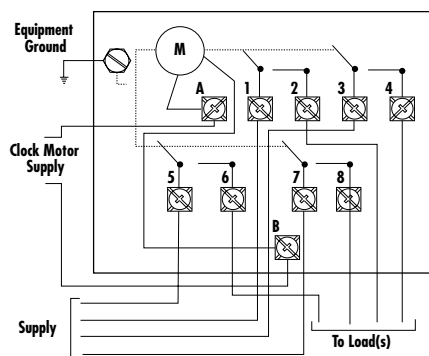 Equipment
Ground
M
A
1
2
3
4
Clock Motor
Supply
5
6
7
8
B
Supply
To Load(s)